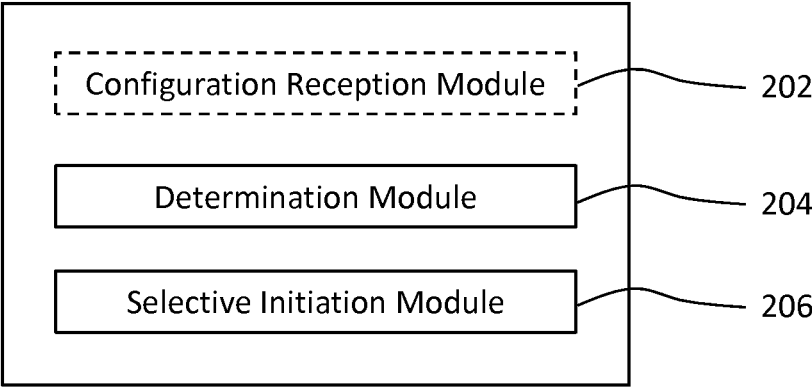 Configuration Reception Module
202
Determination Module
204
Selective Initiation Module
206